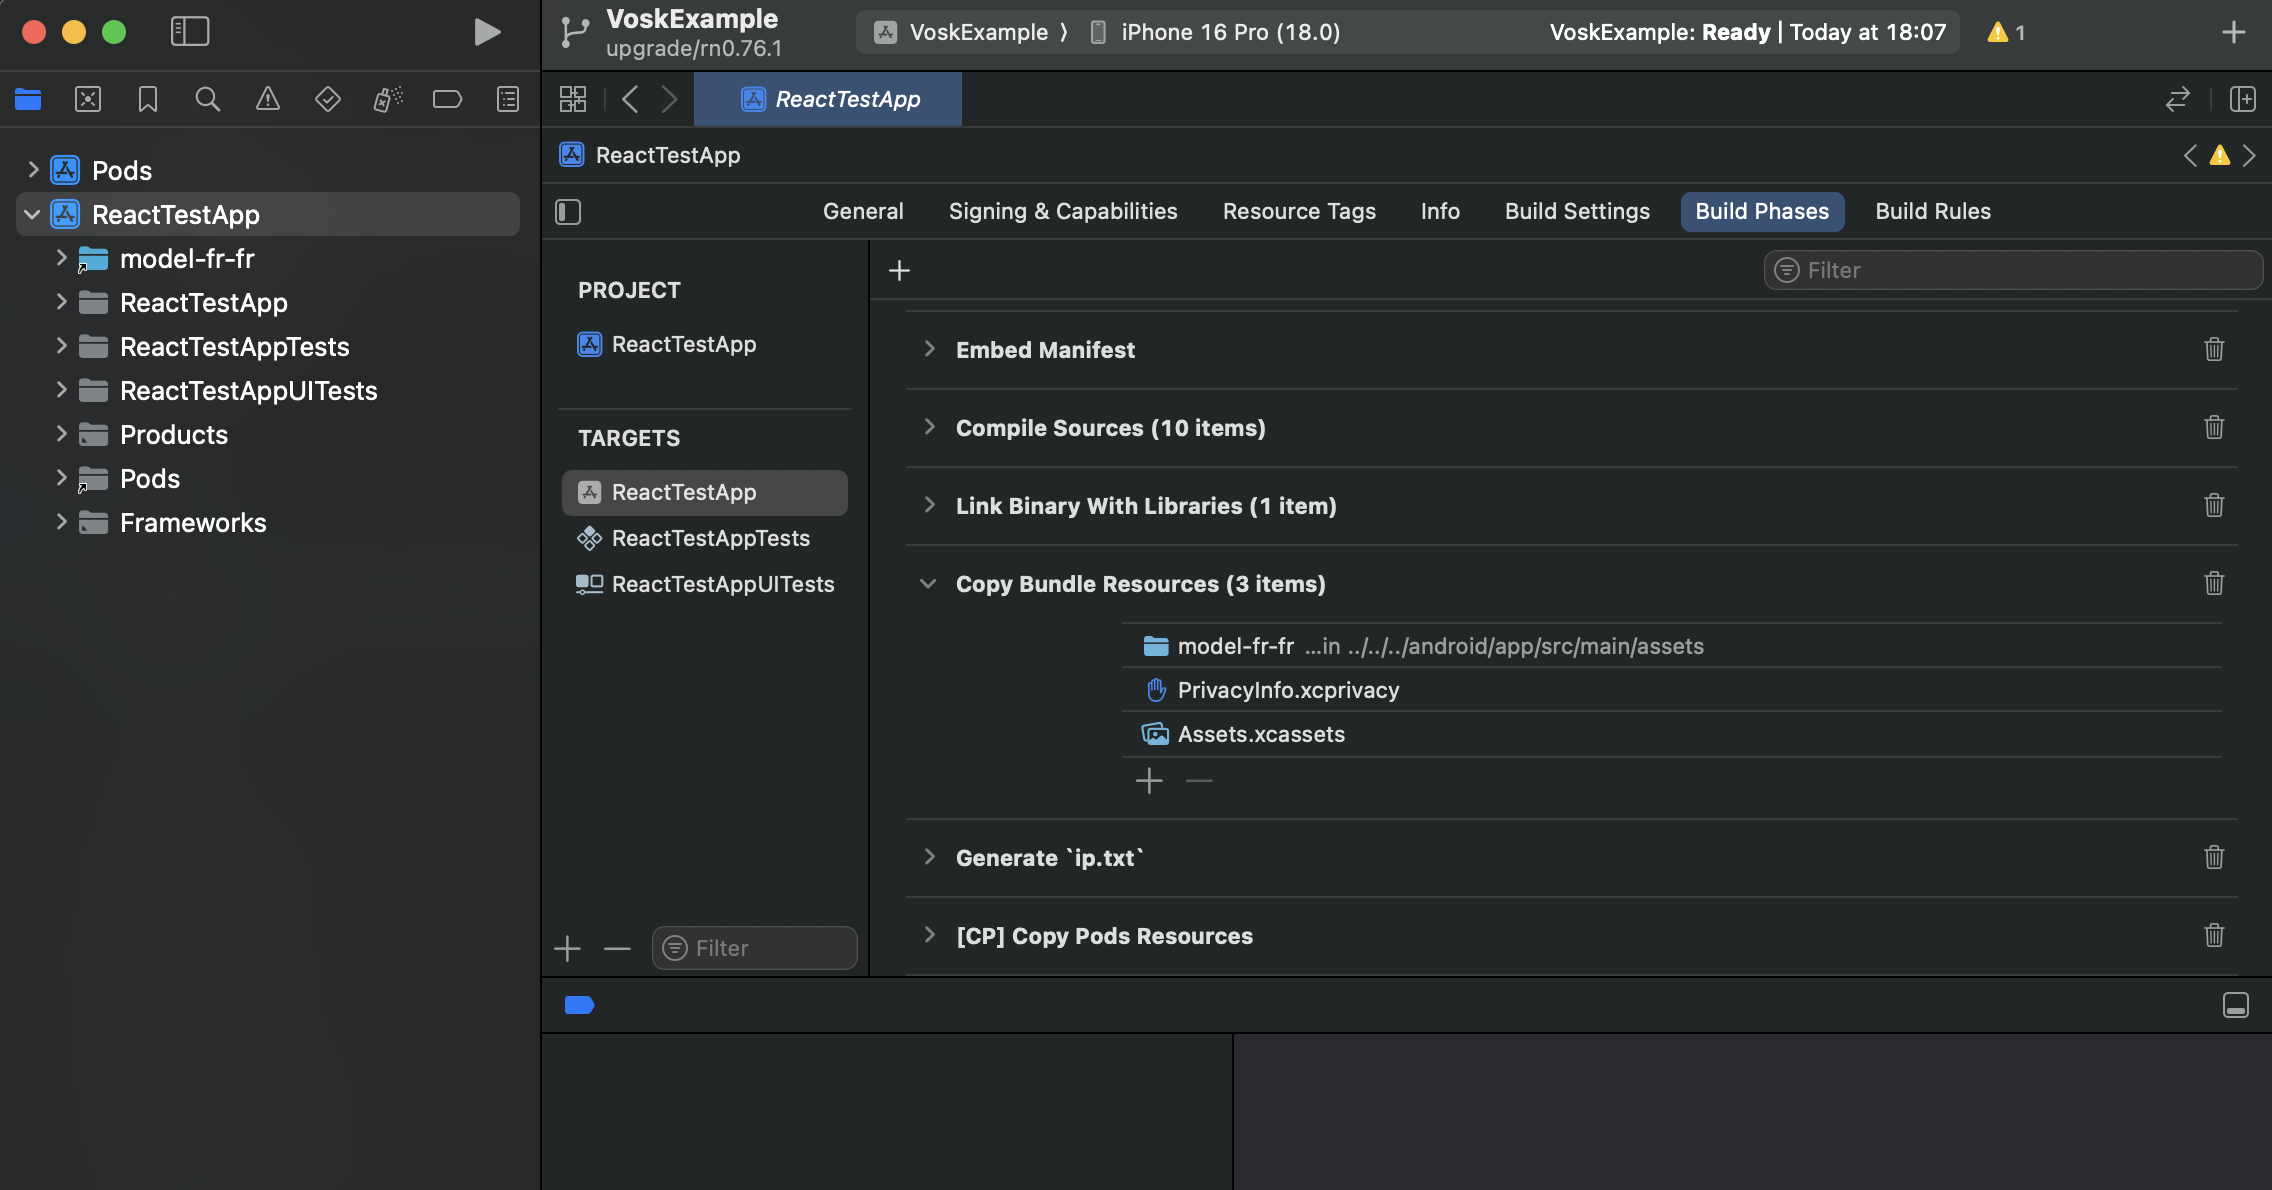 VoskExample
upgrade/rn0.76.1
VoskExample ⟩ iPhone 16 Pro (18.0)
VoskExample: Ready | Today at 18:07
1
ReactTestApp
Pods
ReactTestApp
model-fr-fr
ReactTestApp
ReactTestAppTests
ReactTestAppUITests
Products
Pods
Frameworks
ReactTestApp
General Signing & Capabilities Resource Tags Info Build Settings Build Phases Build Rules
PROJECT
ReactTestApp
TARGETS
ReactTestApp
ReactTestAppTests
ReactTestAppUITests
Filter
Filter
Embed Manifest
Compile Sources (10 items)
Link Binary With Libraries (1 item)
Copy Bundle Resources (3 items)
model-fr-fr ...in ../../../android/app/src/main/assets
PrivacyInfo.xcprivacy
Assets.xcassets
Generate `ip.txt`
[CP] Copy Pods Resources